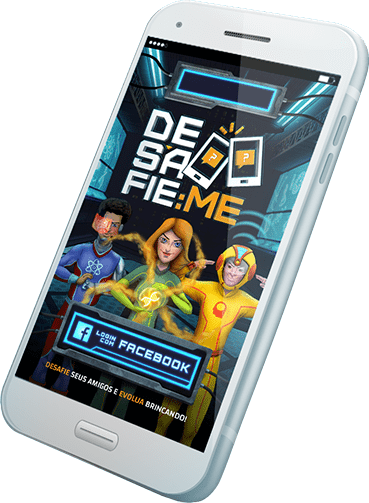 DE
SA
FIE:ME
? ?
LOGIN
COM FACEBOOK
DESAFIE SEUS AMIGOS E EVOLUA BRINCANDO!